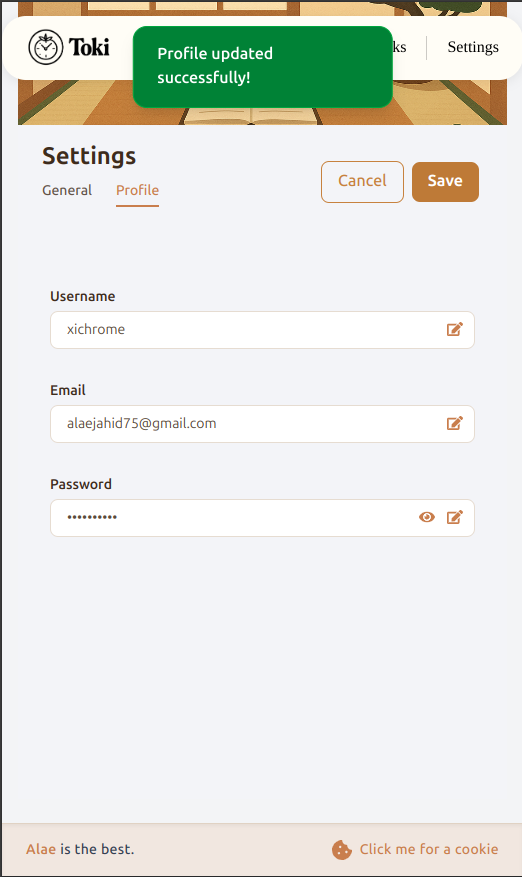 Toki
Profile updated
successfully!
Settings
Settings
General
Profile
Cancel
Save
Username
xichrome
Email
alaejahid75@gmail.com
Password
••••••••••
Alae is the best.
Click me for a cookie